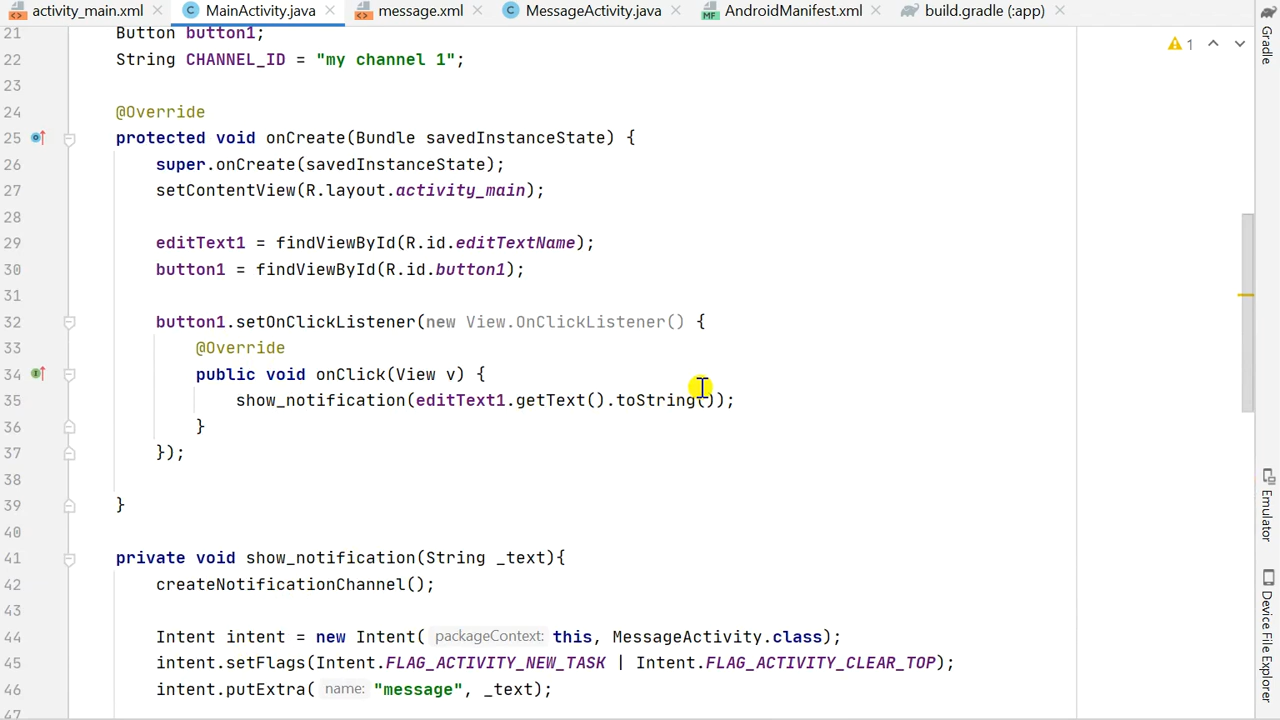 activity_main.xml MainActivity.java message.xml MessageActivity.java AndroidManifest.xml build.gradle (:app)
21 Button button1;
22 String CHANNEL_ID = "my channel 1";
23
24 @Override
25 protected void onCreate(Bundle savedInstanceState) {
26 super.onCreate(savedInstanceState);
27 setContentView(R.layout.activity_main);
28
29 editText1 = findViewById(R.id.editTextName);
30 button1 = findViewById(R.id.button1);
31
32 button1.setOnClickListener(new View.OnClickListener() {
33 @Override
34 public void onClick(View v) {
35 show_notification(editText1.getText().toString());
36 }
37 });
38
39 }
40
41 private void show_notification(String _text){
42 createNotificationChannel();
43
44 Intent intent = new Intent( packageContext: this, MessageActivity.class);
45 intent.setFlags(Intent.FLAG_ACTIVITY_NEW_TASK | Intent.FLAG_ACTIVITY_CLEAR_TOP);
46 intent.putExtra( name: "message", _text);
47
1
Gradle
Emulator
Device File Explorer